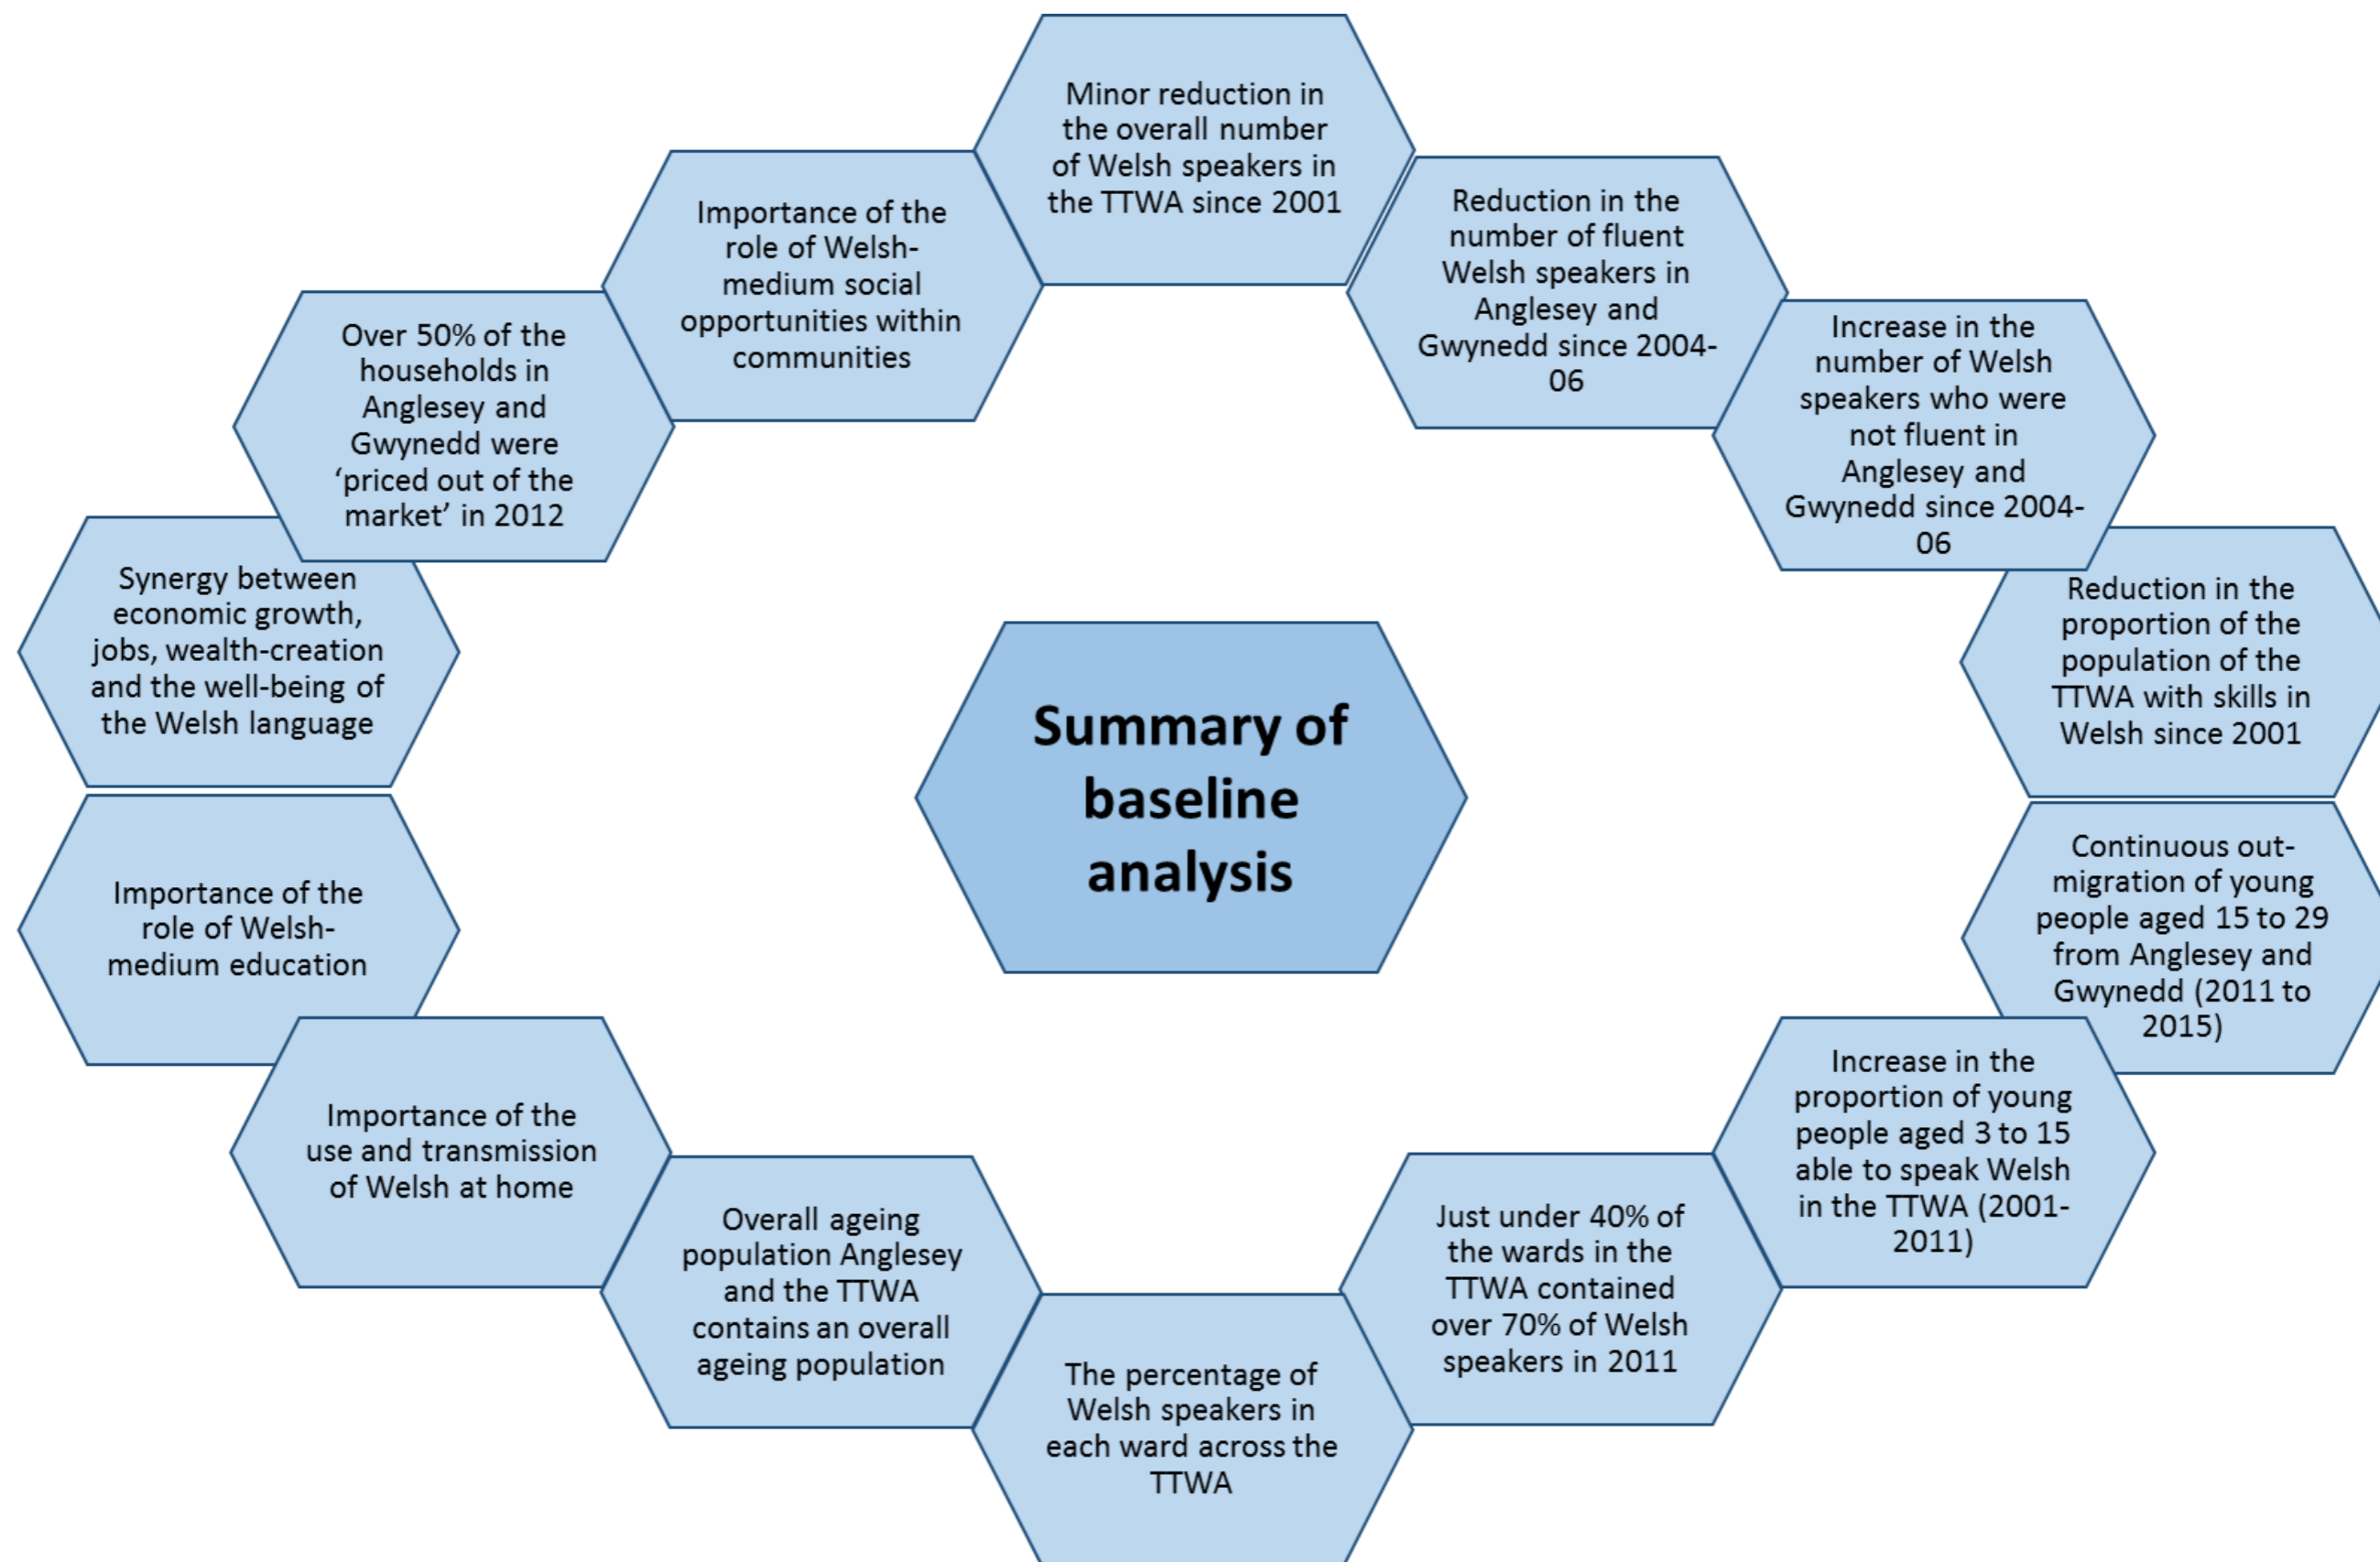 Minor reduction in
the overall number
of Welsh speakers in
the TTWA since 2001
Reduction in the
number of fluent
Welsh speakers in
Anglesey and
Gwynedd since 2004-
06
Increase in the
number of Welsh
speakers who were
not fluent in
Anglesey and
Gwynedd since 2004-
06
Reduction in the
proportion of the
population of the
TTWA with skills in
Welsh since 2001
Continuous out-
migration of young
people aged 15 to 29
from Anglesey and
Gwynedd (2011 to
2015)
Increase in the
proportion of young
people aged 3 to 15
able to speak Welsh
in the TTWA (2001-
2011)
Just under 40% of
the wards in the
TTWA contained
over 70% of Welsh
speakers in 2011
The percentage of
Welsh speakers in
each ward across the
TTWA
Overall ageing
population Anglesey
and the TTWA
contains an overall
ageing population
Importance of the
use and transmission
of Welsh at home
Importance of the
role of Welsh-
medium education
Synergy between
economic growth,
jobs, wealth-creation
and the well-being of
the Welsh language
Over 50% of the
households in
Anglesey and
Gwynedd were
‘priced out of the
market’ in 2012
Importance of the
role of Welsh-
medium social
opportunities within
communities
Summary of
baseline
analysis